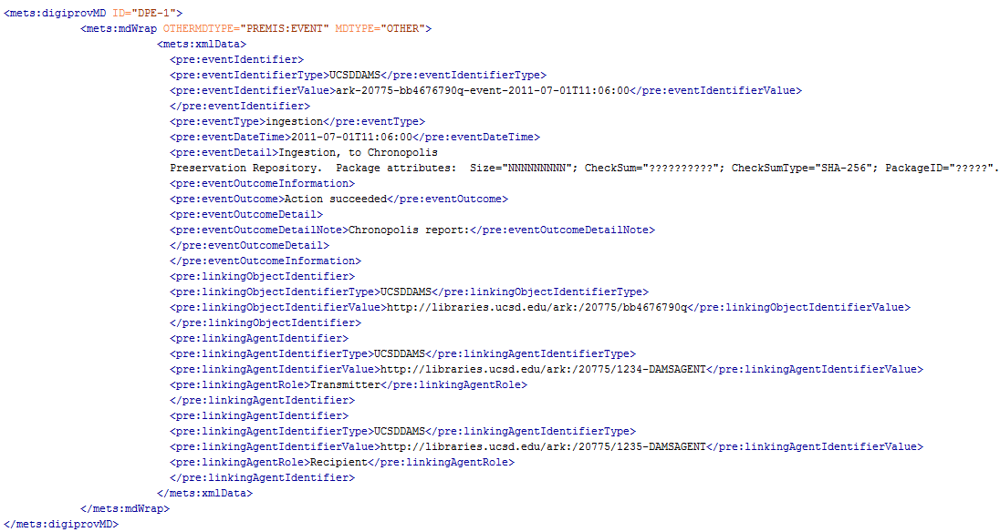 <mets:digiprovMD ID="DPE-1">
<mets:mdWrap OTHERMDTYPE="PREMIS:EVENT" MDTYPE="OTHER">
<mets:xmlData>
<pre:eventIdentifier>
<pre:eventIdentifierType>UCSDDAMS</pre:eventIdentifierType>
<pre:eventIdentifierValue>ark-20775-bb4676790q-event-2011-07-01T11:06:00</pre:eventIdentifierValue>
</pre:eventIdentifier>
<pre:eventType>ingestion</pre:eventType>
<pre:eventDateTime>2011-07-01T11:06:00</pre:eventDateTime>
<pre:eventDetail>Ingestion, to Chronopolis
Preservation Repository.  Package attributes:  Size="NNNNNNNNN"; CheckSum="??????????"; CheckSumType="SHA-256"; PackageID="?????".
<pre:eventOutcomeInformation>
<pre:eventOutcome>Action succeeded</pre:eventOutcome>
<pre:eventOutcomeDetail>
<pre:eventOutcomeDetailNote>Chronopolis report:</pre:eventOutcomeDetailNote>
</pre:eventOutcomeDetail>
</pre:eventOutcomeInformation>
<pre:linkingObjectIdentifier>
<pre:linkingObjectIdentifierType>UCSDDAMS</pre:linkingObjectIdentifierType>
<pre:linkingObjectIdentifierValue>http://libraries.ucsd.edu/ark:/20775/bb4676790q</pre:linkingObjectIdentifierValue>
</pre:linkingObjectIdentifier>
<pre:linkingAgentIdentifier>
<pre:linkingAgentIdentifierType>UCSDDAMS</pre:linkingAgentIdentifierType>
<pre:linkingAgentIdentifierValue>http://libraries.ucsd.edu/ark:/20775/1234-DAMSAGENT</pre:linkingAgentIdentifierValue>
<pre:linkingAgentRole>Transmitter</pre:linkingAgentRole>
</pre:linkingAgentIdentifier>
<pre:linkingAgentIdentifier>
<pre:linkingAgentIdentifierType>UCSDDAMS</pre:linkingAgentIdentifierType>
<pre:linkingAgentIdentifierValue>http://libraries.ucsd.edu/ark:/20775/1235-DAMSAGENT</pre:linkingAgentIdentifierValue>
<pre:linkingAgentRole>Recipient</pre:linkingAgentRole>
</pre:linkingAgentIdentifier>
</mets:xmlData>
</mets:mdWrap>
</mets:digiprovMD>